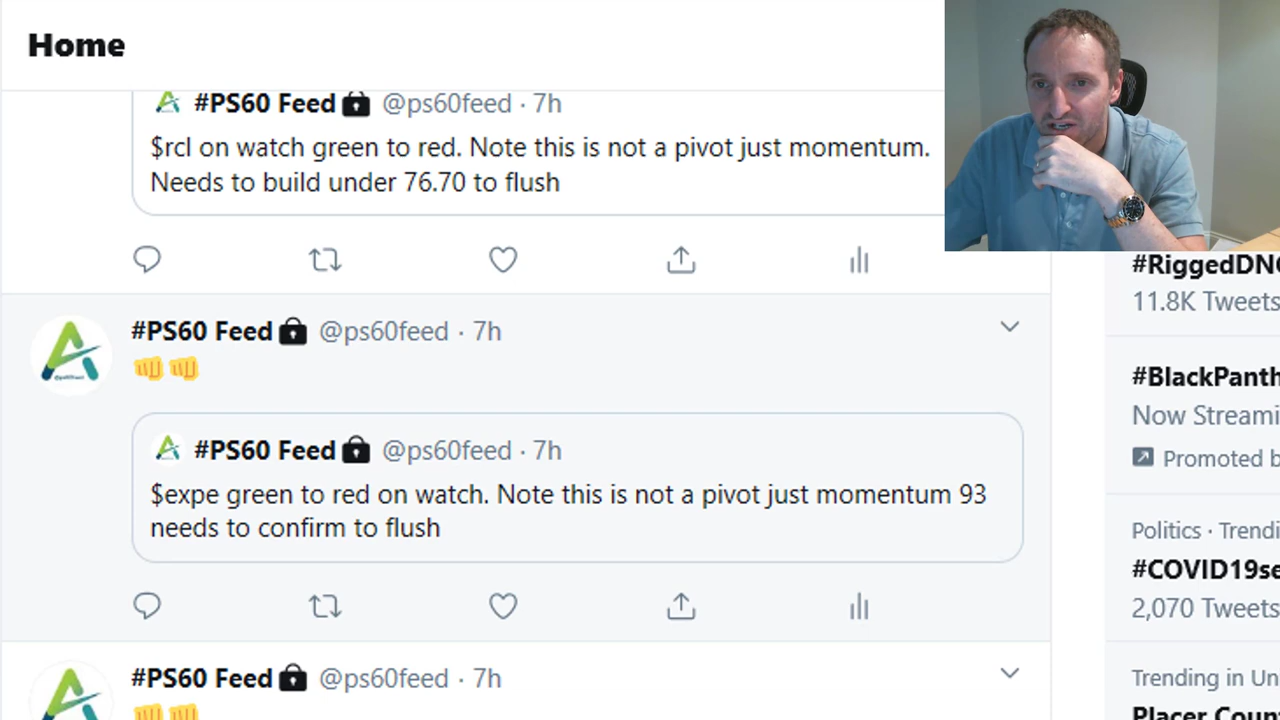 Home
#PS60 Feed @ps60feed · 7h
$rcl on watch green to red. Note this is not a pivot just momentum.
Needs to build under 76.70 to flush
#PS60 Feed @ps60feed · 7h
#PS60 Feed @ps60feed · 7h
$expe green to red on watch. Note this is not a pivot just momentum 93
needs to confirm to flush
#PS60 Feed @ps60feed · 7h
#RiggedDNC
11.8K Tweets
#BlackPanth
Now Streami
Promoted b
Politics · Trendi
#COVID19se
2,070 Tweets
Trending in Un
Placer Coun